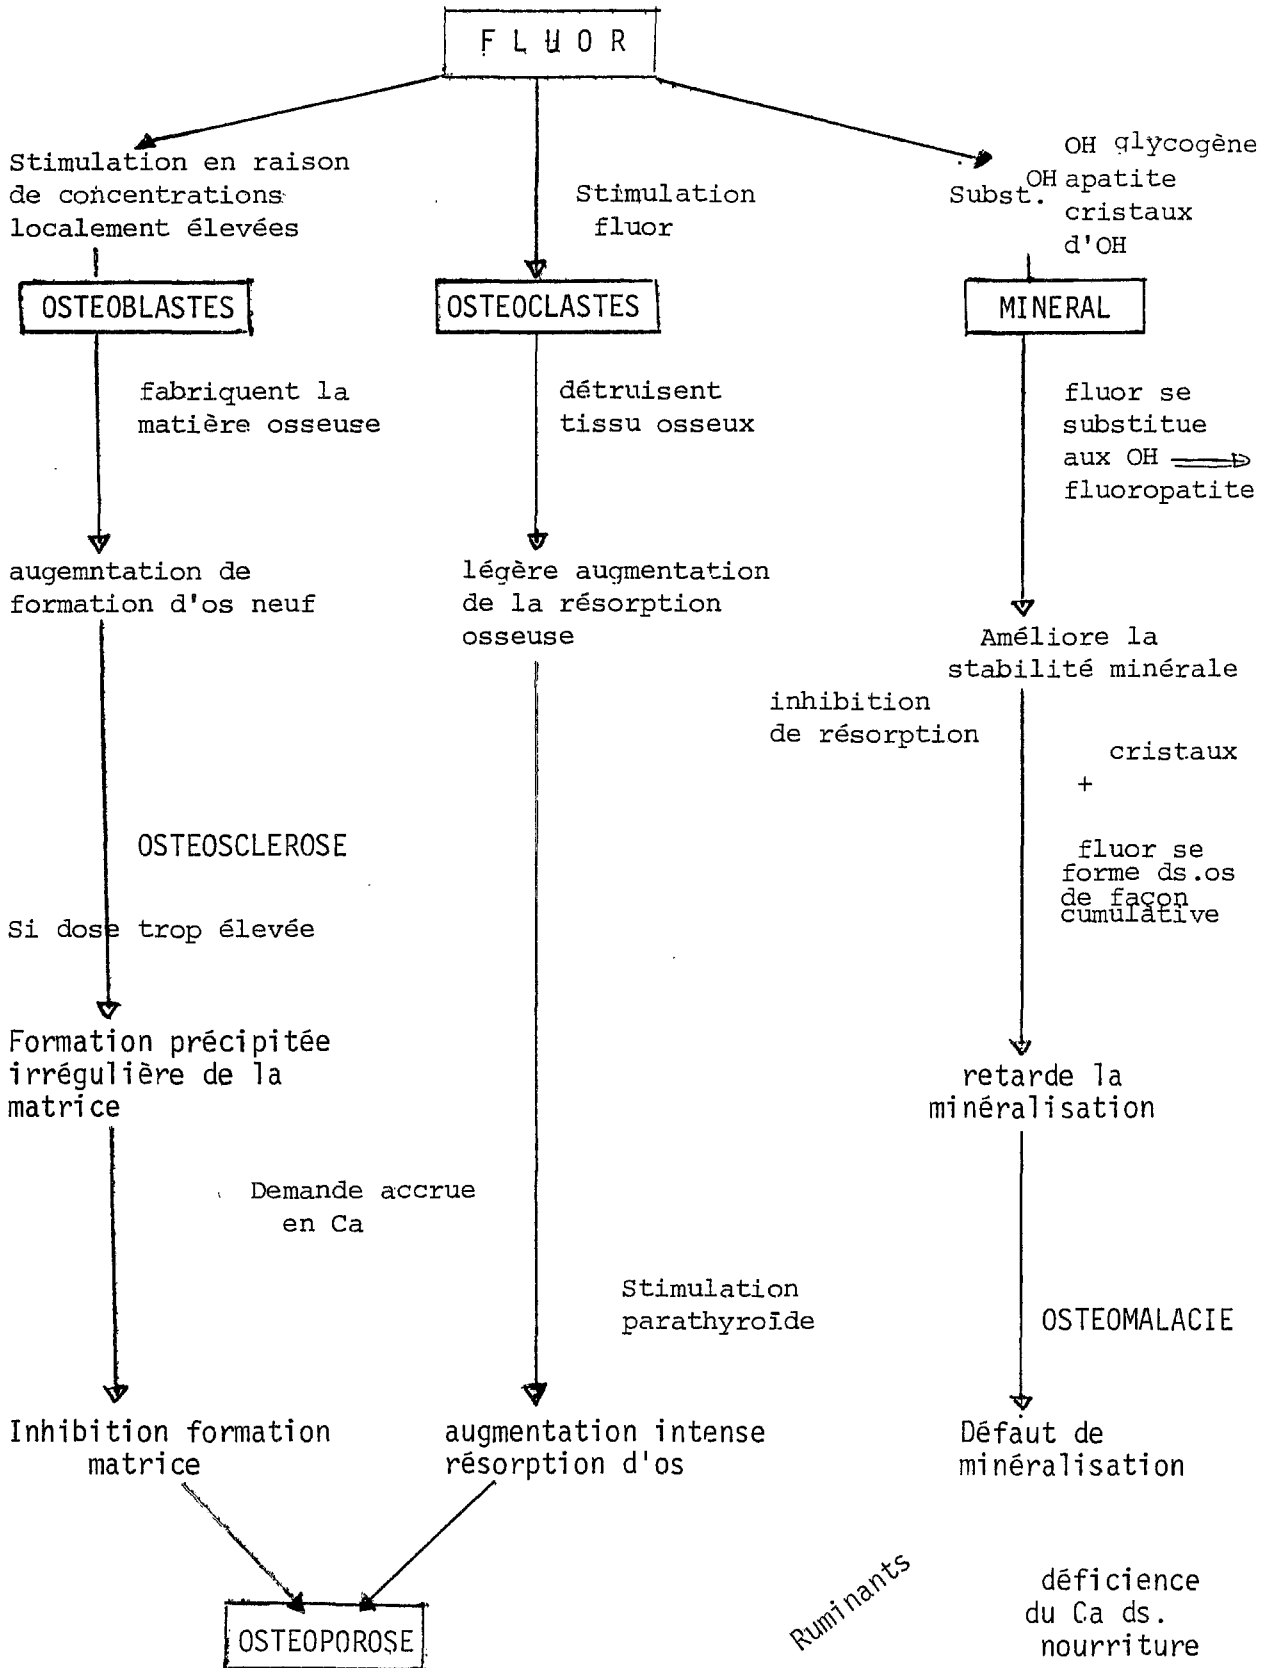 FLUOR
Stimulation en raison
de concentrations
localement élevées
Stimulation
fluor
OH glycogène
Subst. OH apatite
cristaux
d'OH
OSTEOBLASTES
OSTEOCLASTES
MINERAL
fabriquent la
matière osseuse
détruisent
tissu osseux
fluor se
substitue
aux OH
fluoropatite
augemntation de
formation d'os neuf
légère augmentation
de la résorption
osseuse
Améliore la
stabilité minérale
inhibition
de résorption
cristaux
+
fluor se
forme ds.os
de façon
cumulative
OSTEOSCLEROSE
Si dose trop élevée
Formation précipitée
irrégulière de la
matrice
retarde la
minéralisation
Demande accrue
en Ca
Stimulation
parathyroïde
OSTEOMALACIE
Inhibition formation
matrice
augmentation intense
résorption d'os
Défaut de
minéralisation
OSTEOPOROSE
Ruminants
déficience
du Ca ds.
nourriture